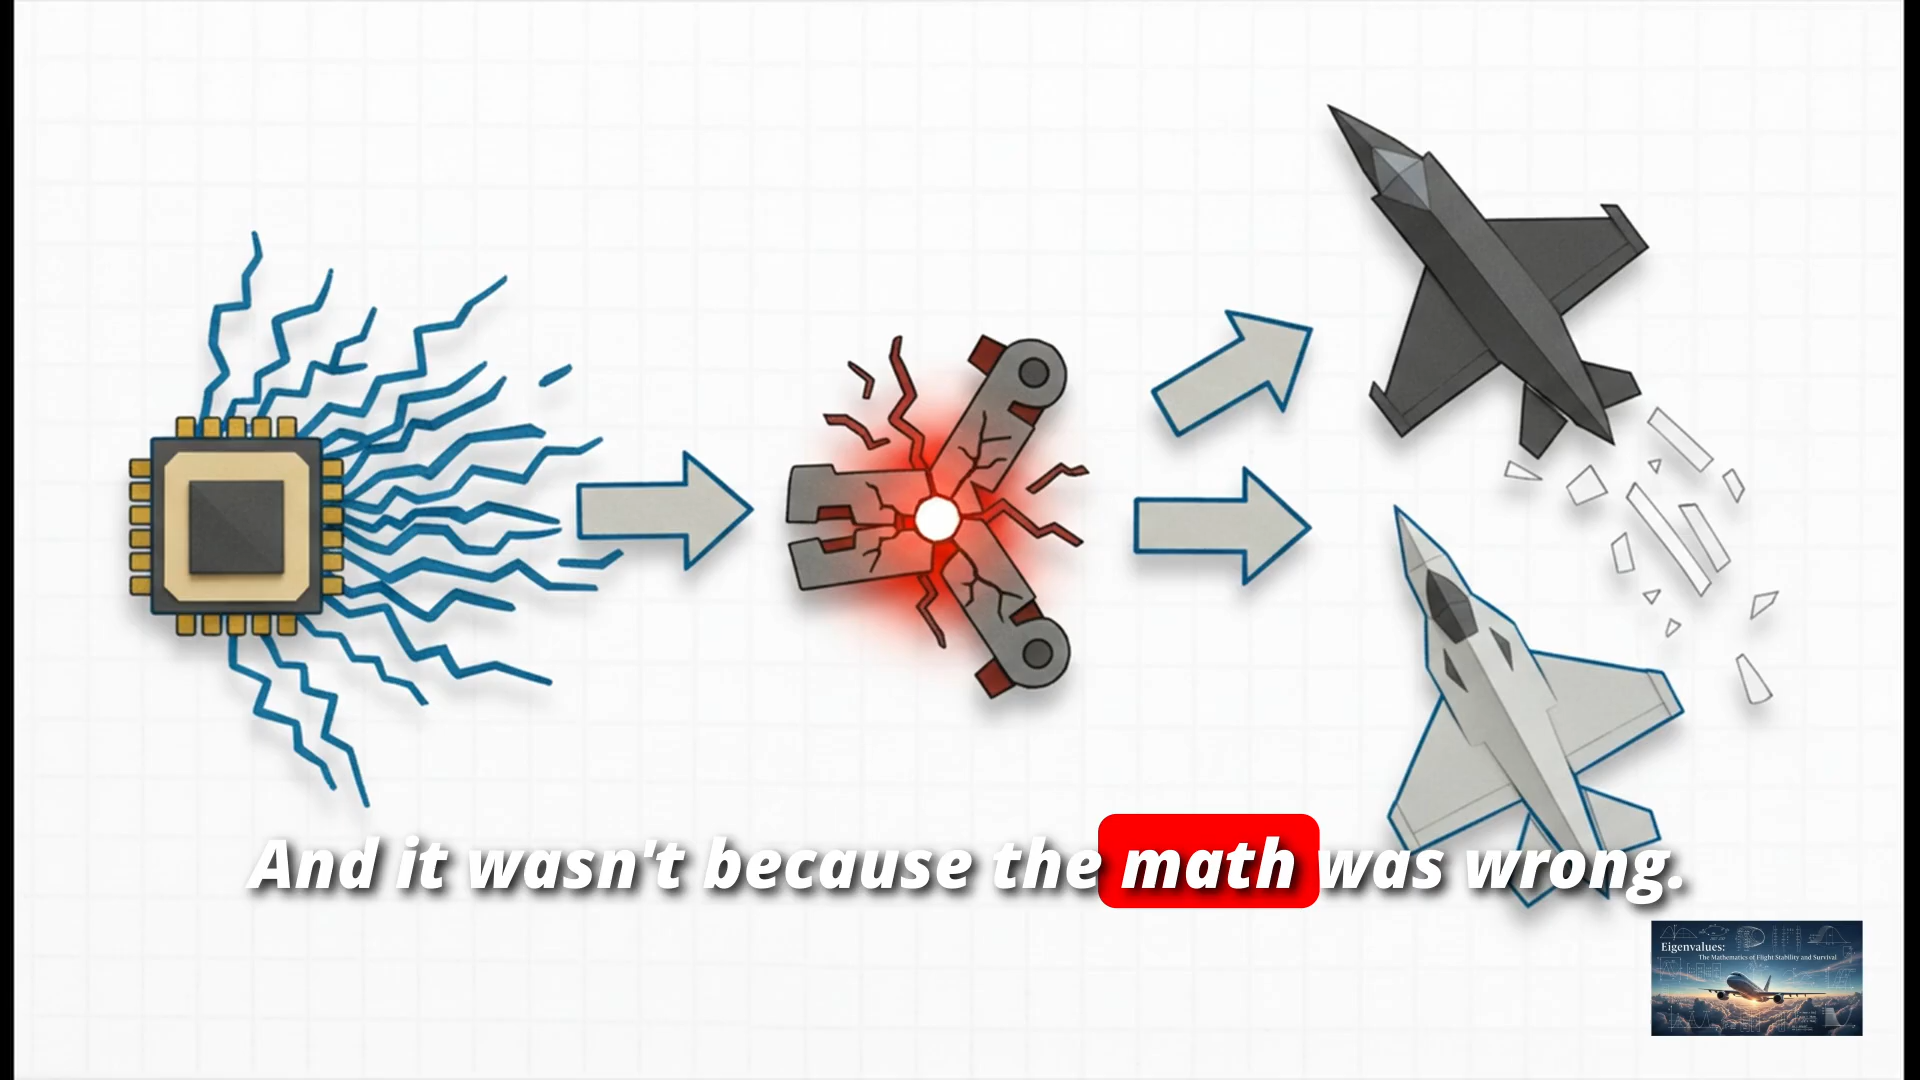 And it wasn't because the math was wrong.
Eigenvalues:
The Mathematics of Flight Stability and Survival